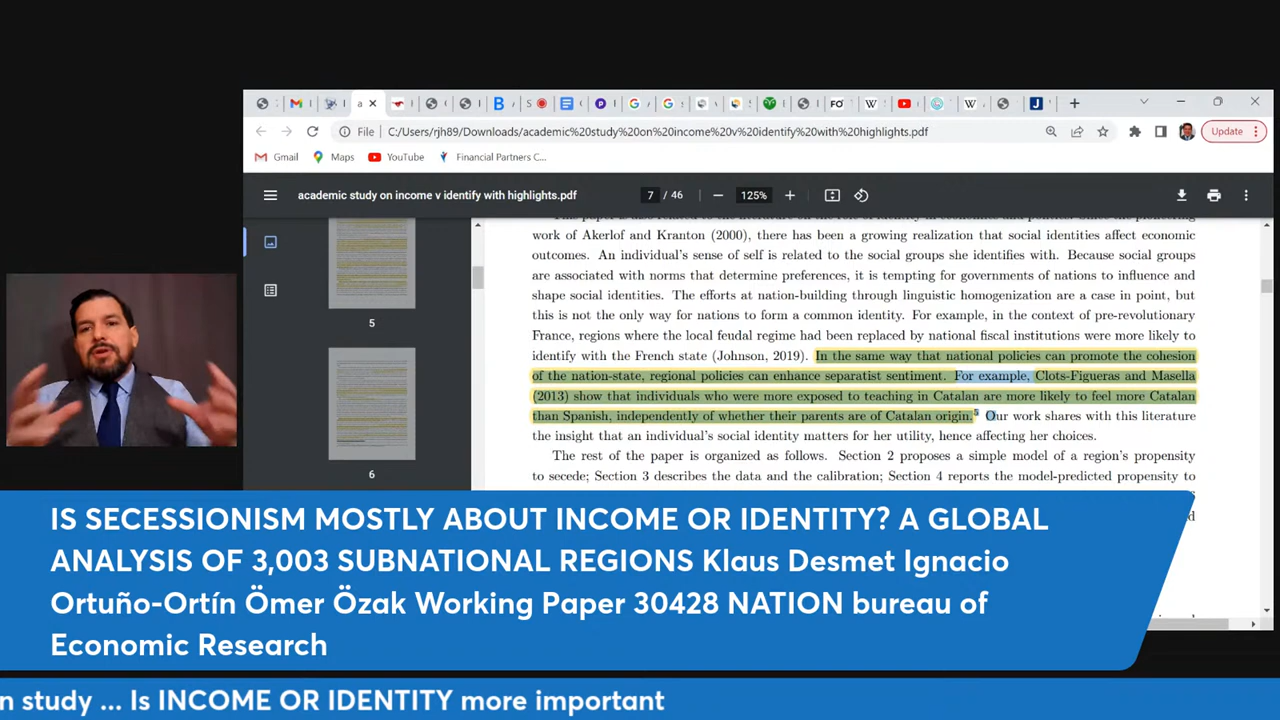 File
C:/Users/rjh89/Downloads/academic%20study%20on%20income%20v%20identify%20with%20highlights.pdf
Update
Gmail
Maps
YouTube
Financial Partners C...
academic study on income v identify with highlights.pdf
7 / 46
125%
work of Akerlof and Kranton (2000), there has been a growing realization that social identities affect economic
outcomes. An individual's sense of self is related to the social groups she identifies with. Because social groups
are associated with norms that determine preferences, it is tempting for governments of nations to influence and
shape social identities. The efforts at nation-building through linguistic homogenization are a case in point, but
this is not the only way for nations to form a common identity. For example, in the context of pre-revolutionary
France, regions where the local feudal regime had been replaced by national fiscal institutions were more likely to
identify with the French state (Johnson, 2019). In the same way that national policies can promote the cohesion
of the nation-state, regional policies can enhance separatist sentiment. For example, Clots-Figueras and Masella
(2013) show that individuals who were more exposed to teaching in Catalan are more likely to feel more Catalan
than Spanish, independently of whether their parents are of Catalan origin.5 Our work shares with this literature
the insight that an individual's social identity matters for her utility, hence affecting her choices.
The rest of the paper is organized as follows. Section 2 proposes a simple model of a region's propensity
to secede; Section 3 describes the data and the calibration; Section 4 reports the model-predicted propensity to
5
6
IS SECESSIONISM MOSTLY ABOUT INCOME OR IDENTITY? A GLOBAL
ANALYSIS OF 3,003 SUBNATIONAL REGIONS Klaus Desmet Ignacio
Ortuño-Ortín Ömer Özak Working Paper 30428 NATION bureau of
Economic Research
n study ... Is INCOME OR IDENTITY more important